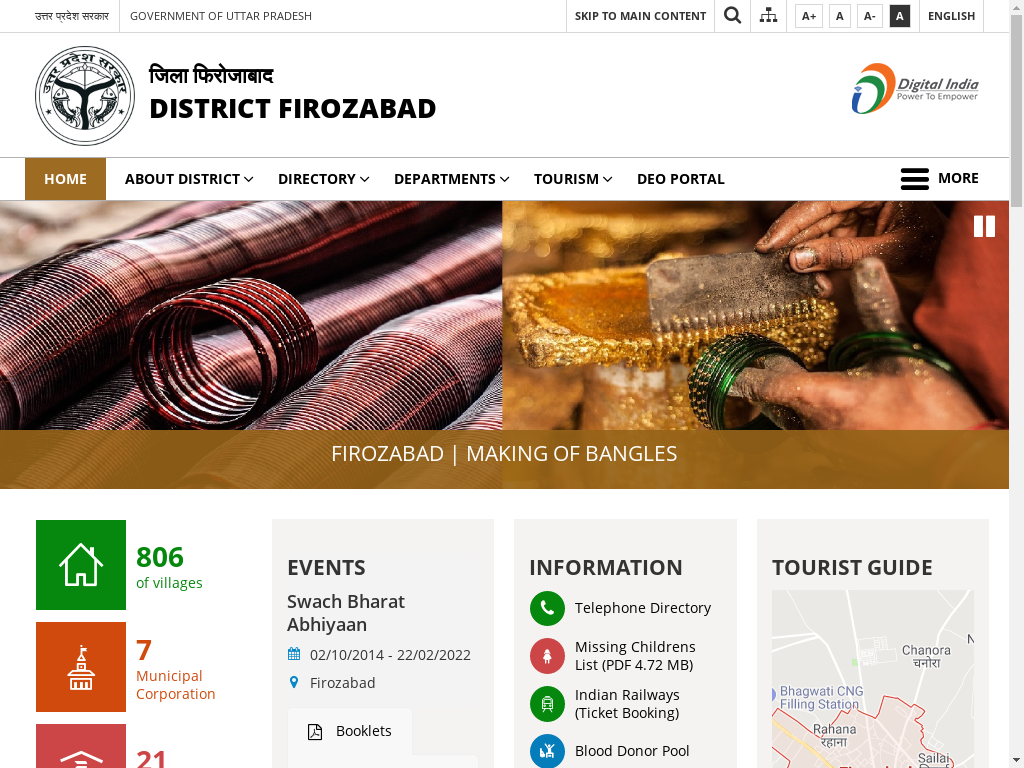 उत्तर प्रदेश सरकार
GOVERNMENT OF UTTAR PRADESH
SKIP TO MAIN CONTENT
A+
A
A-
A
ENGLISH
उत्तर प्रदेश सरकार
जिला फिरोजाबाद
DISTRICT FIROZABAD
Digital India
Power To Empower
HOME
ABOUT DISTRICT
DIRECTORY
DEPARTMENTS
TOURISM
DEO PORTAL
MORE
FIROZABAD | MAKING OF BANGLES
806
of villages
7
Municipal
Corporation
21
EVENTS
Swach Bharat
Abhiyaan
02/10/2014 - 22/02/2022
Firozabad
Booklets
INFORMATION
Telephone Directory
Missing Childrens
List (PDF 4.72 MB)
Indian Railways
(Ticket Booking)
Blood Donor Pool
TOURIST GUIDE
N
Chanora
चनोरा
Bhagwati CNG
Filling Station
Rahana
रहाना
Sailai